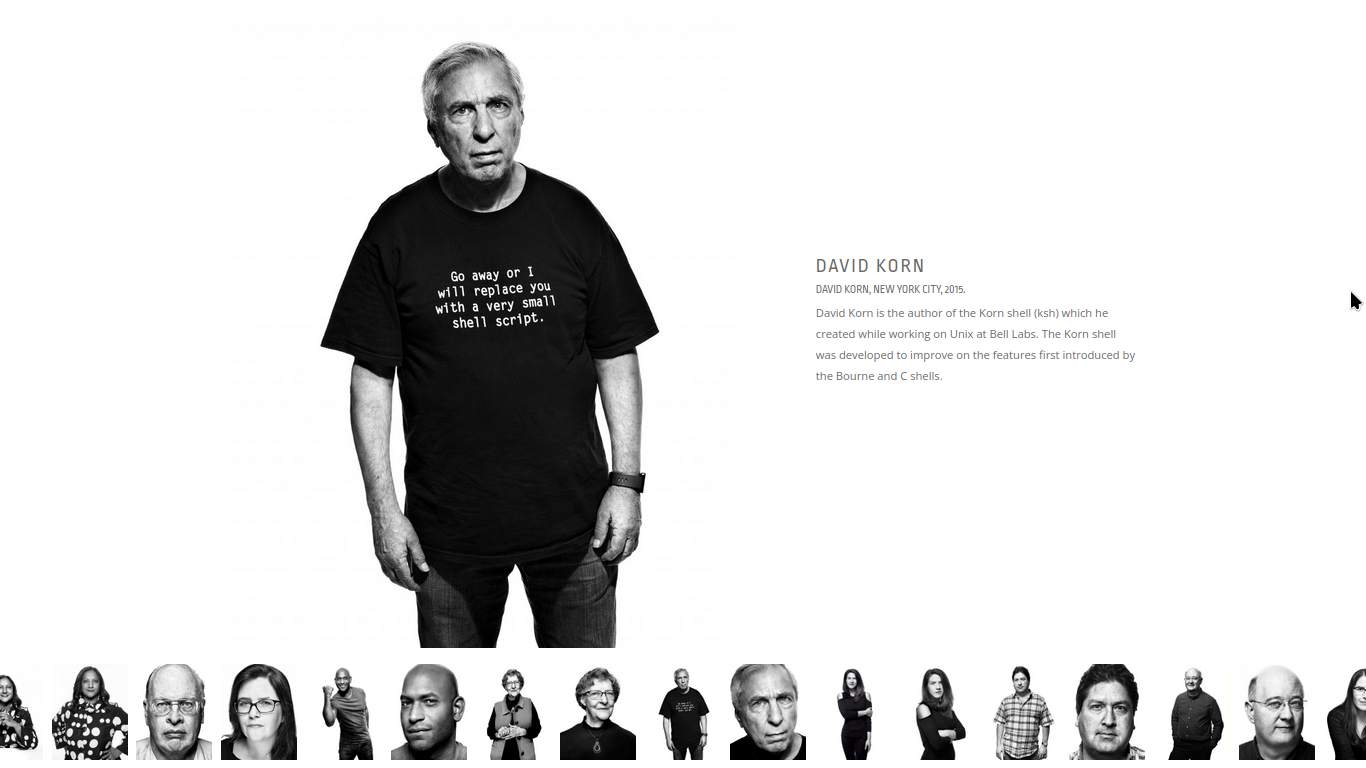 Go away or I
will replace you
with a very small
shell script.
DAVID KORN
DAVID KORN, NEW YORK CITY, 2015.
David Korn is the author of the Korn shell (ksh) which he
created while working on Unix at Bell Labs. The Korn shell
was developed to improve on the features first introduced by
the Bourne and C shells.